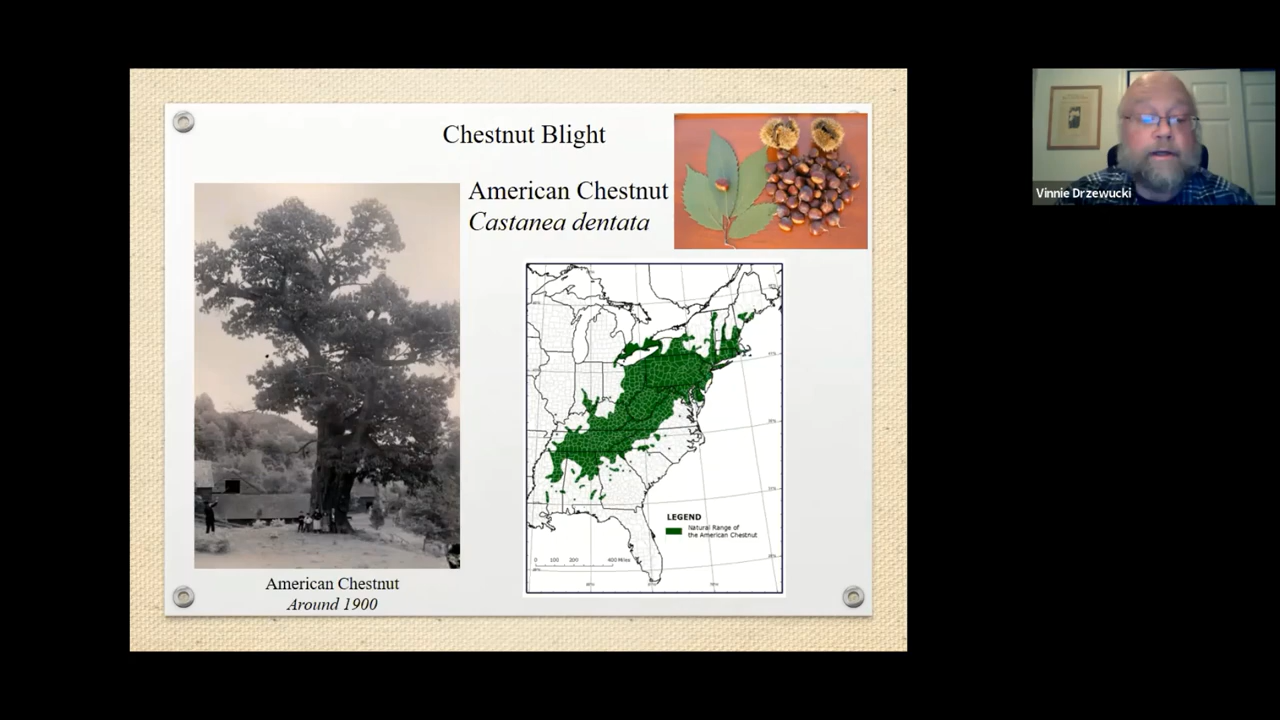 Chestnut Blight
American Chestnut
Castanea dentata
LEGEND
Natural Range of
the American Chestnut
0 100 200 400 Miles
American Chestnut
Around 1900
Vinnie Drzewucki